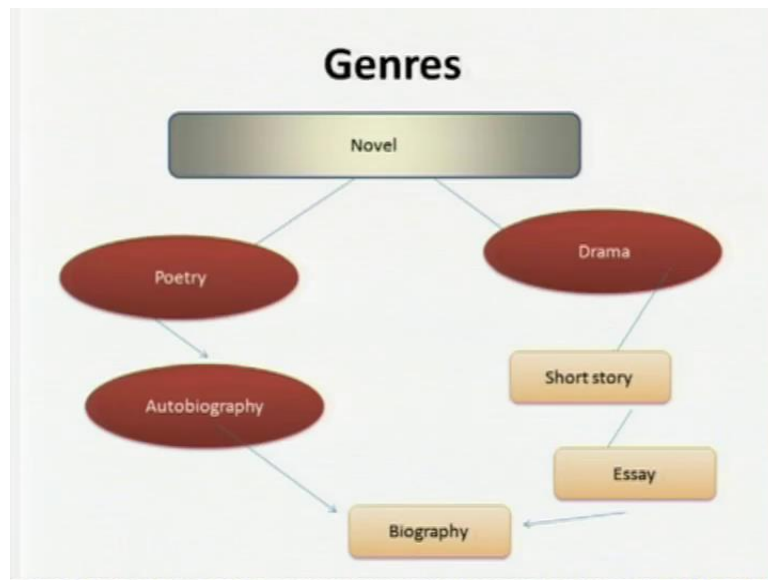 Genres
Novel
Poetry
Drama
Short story
Autobiography
Essay
Biography